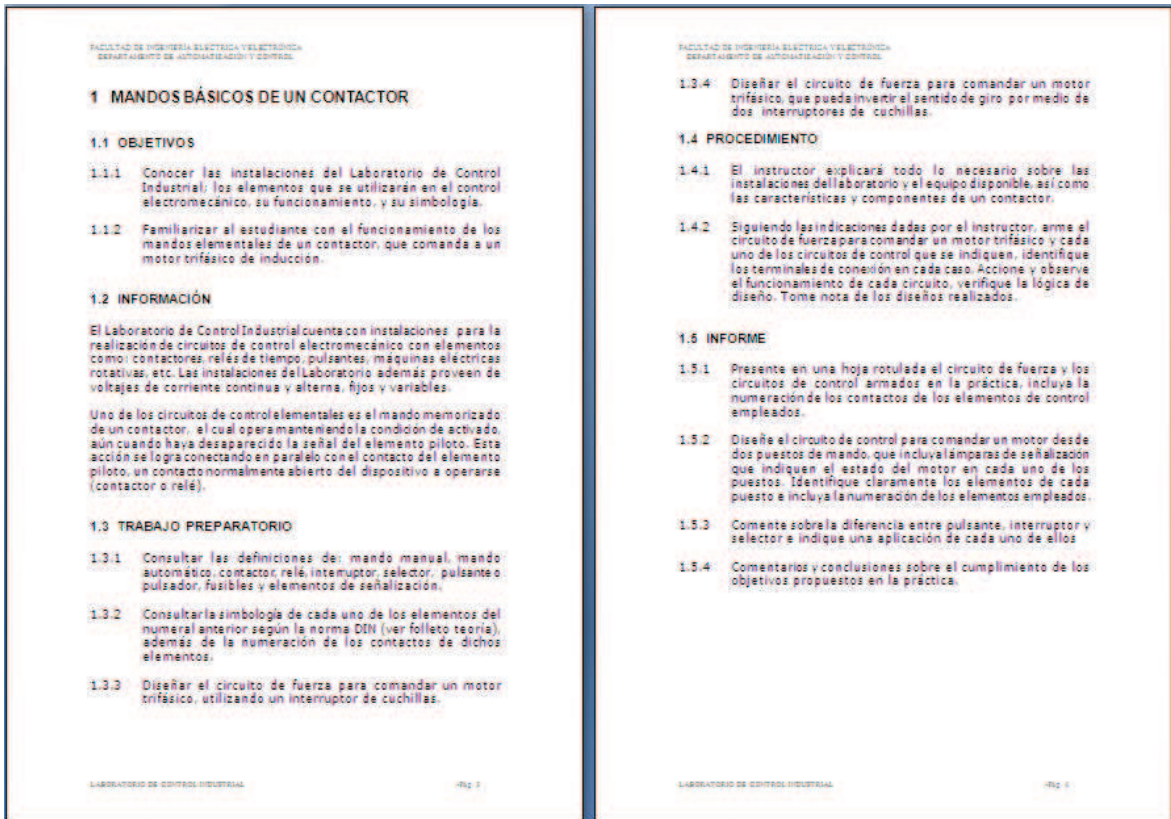 FACULTAD DE INGENIERÍA ELÉCTRICA Y ELECTRÓNICA
DEPARTAMENTO DE AUTOMATIZACIÓN Y CONTROL
1 MANDOS BÁSICOS DE UN CONTACTOR
1.1 OBJETIVOS
1.1.1 Conocer las instalaciones del Laboratorio de Control
Industrial; los elementos que se utilizarán en el control
electromecánico, su funcionamiento, y su simbología.
1.1.2 Familiarizar al estudiante con el funcionamiento de los
mandos elementales de un contactor, que comanda a un
motor trifásico de inducción.
1.2 INFORMACIÓN
El Laboratorio de Control Industrial cuenta con instalaciones para la
realización de circuitos de control electromecánico con elementos
como: contactores, relés de tiempo, pulsantes, máquinas eléctricas
rotativas, etc. Las instalaciones del Laboratorio además proveen de
voltajes de corriente continua y alterna, fijos y variables.
Uno de los circuitos de control elementales es el mando memorizado
de un contactor, el cual opera manteniendo la condición de activado,
aún cuando haya desaparecido la señal del elemento piloto. Esta
acción se logra conectando en paralelo con el contacto del elemento
piloto, un contacto normalmente abierto del dispositivo a operarse
(contactor o relé).
1.3 TRABAJO PREPARATORIO
1.3.1 Consultar las definiciones de: mando manual, mando
automático, contactor, relé, interruptor, selector, pulsante o
pulsador, fusibles y elementos de señalización.
1.3.2 Consultar la simbología de cada uno de los elementos del
numeral anterior según la norma DIN (ver folleto teoría),
además de la numeración de los contactos de dichos
elementos.
1.3.3 Diseñar el circuito de fuerza para comandar un motor
trifásico, utilizando un interruptor de cuchillas.
LABORATORIO DE CONTROL INDUSTRIAL
FACULTAD DE INGENIERÍA ELÉCTRICA Y ELECTRÓNICA
DEPARTAMENTO DE AUTOMATIZACIÓN Y CONTROL
1.3.4 Diseñar el circuito de fuerza para comandar un motor
trifásico, que pueda invertir el sentido de giro por medio de
dos interruptores de cuchillas.
1.4 PROCEDIMIENTO
1.4.1 El instructor explicará todo lo necesario sobre las
instalaciones del laboratorio y el equipo disponible, así como
las características y componentes de un contactor.
1.4.2 Siguiendo las indicaciones dadas por el instructor, arme el
circuito de fuerza para comandar un motor trifásico y cada
uno de los circuitos de control que se indiquen, identifique
los terminales de conexión en cada caso. Accione y observe
el funcionamiento de cada circuito, verifique la lógica de
diseño. Tome nota de los diseños realizados.
1.5 INFORME
1.5.1 Presente en una hoja rotulada el circuito de fuerza y los
circuitos de control armados en la práctica, incluya la
numeración de los contactos de los elementos de control
empleados.
1.5.2 Diseñe el circuito de control para comandar un motor desde
dos puestos de mando, que incluya lámparas de señalización
que indiquen el estado del motor en cada uno de los
puestos. Identifique claramente los elementos de cada
puesto e incluya la numeración de los elementos empleados.
1.5.3 Comente sobre la diferencia entre pulsante, interruptor y
selector e indique una aplicación de cada uno de ellos
1.5.4 Comentarios y conclusiones sobre el cumplimiento de los
objetivos propuestos en la práctica.
LABORATORIO DE CONTROL INDUSTRIAL